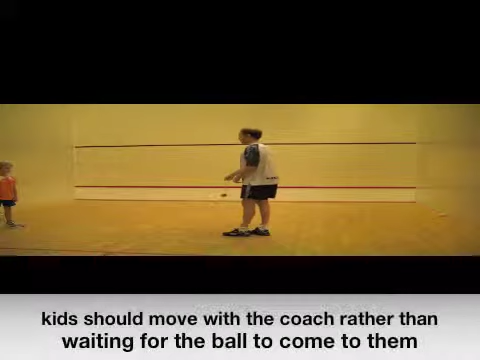 kids should move with the coach rather than
waiting for the ball to come to them